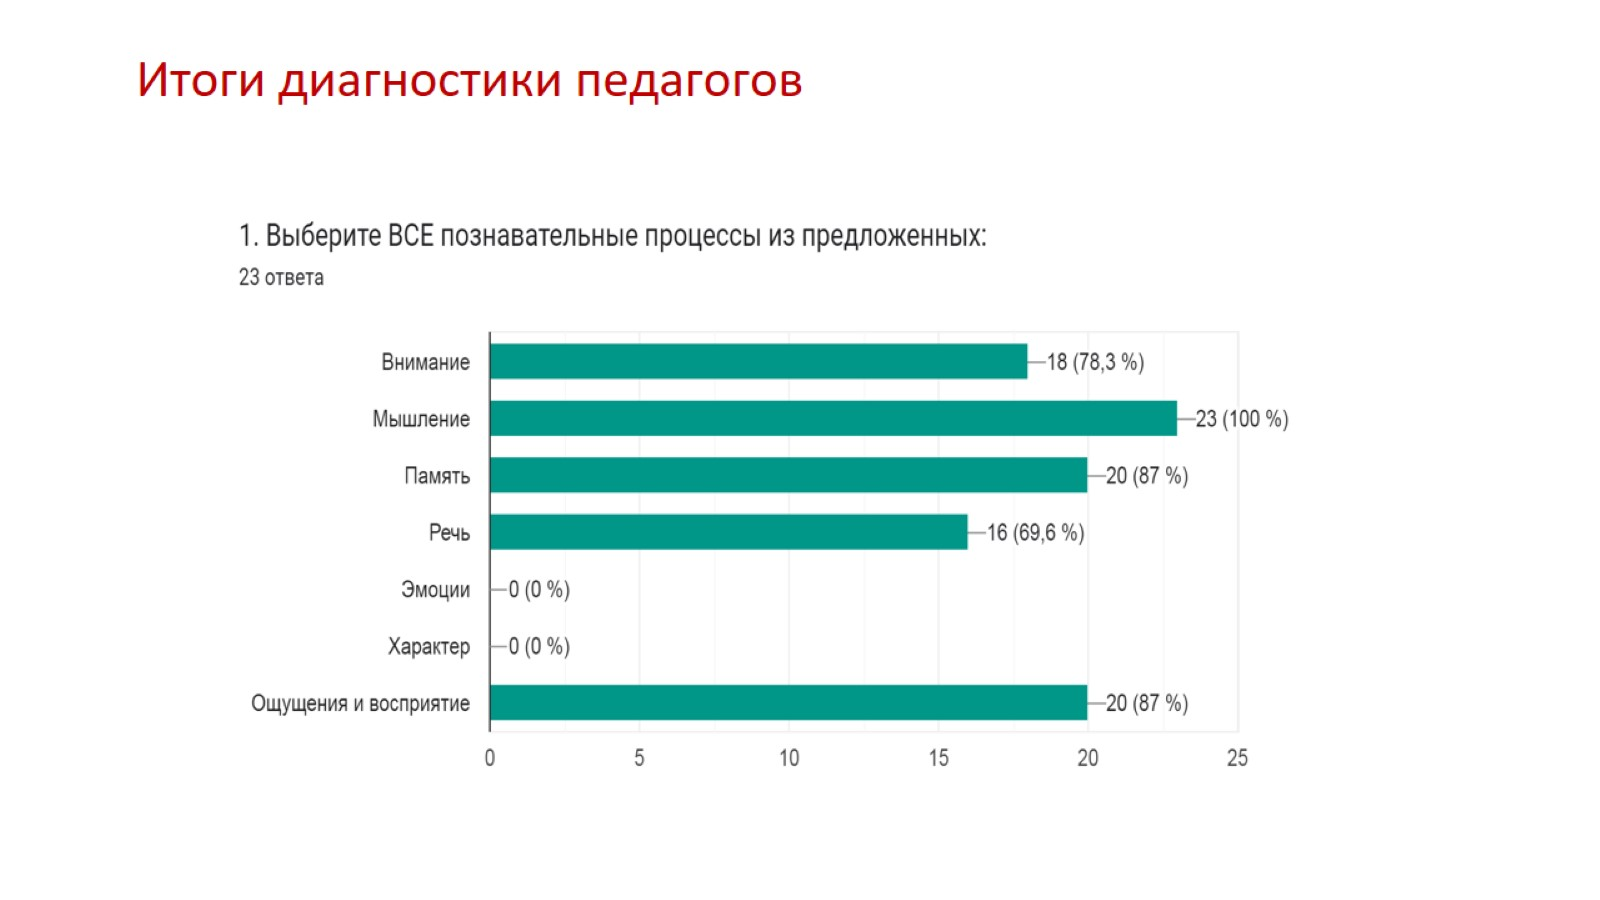 Итоги диагностики педагогов
1. Выберите ВСЕ познавательные процессы из предложенных:
23 ответа
Внимание 18 (78,3 %)
Мышление 23 (100 %)
Память 20 (87 %)
Речь 16 (69,6 %)
Эмоции 0 (0 %)
Характер 0 (0 %)
Ощущения и восприятие 20 (87 %)
0 5 10 15 20 25